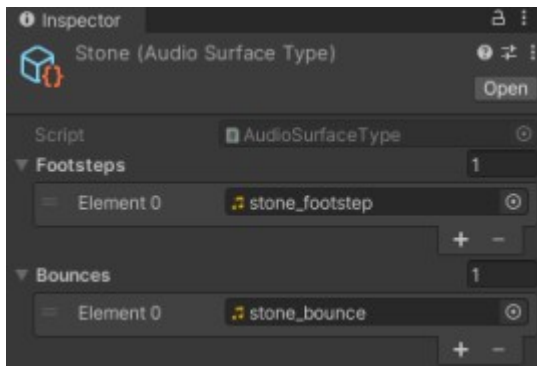 Inspector
Stone (Audio Surface Type)
Open
Script AudioSurfaceType
Footsteps 1
Element 0 stone_footstep
+ -
Bounces 1
Element 0 stone_bounce
+ -